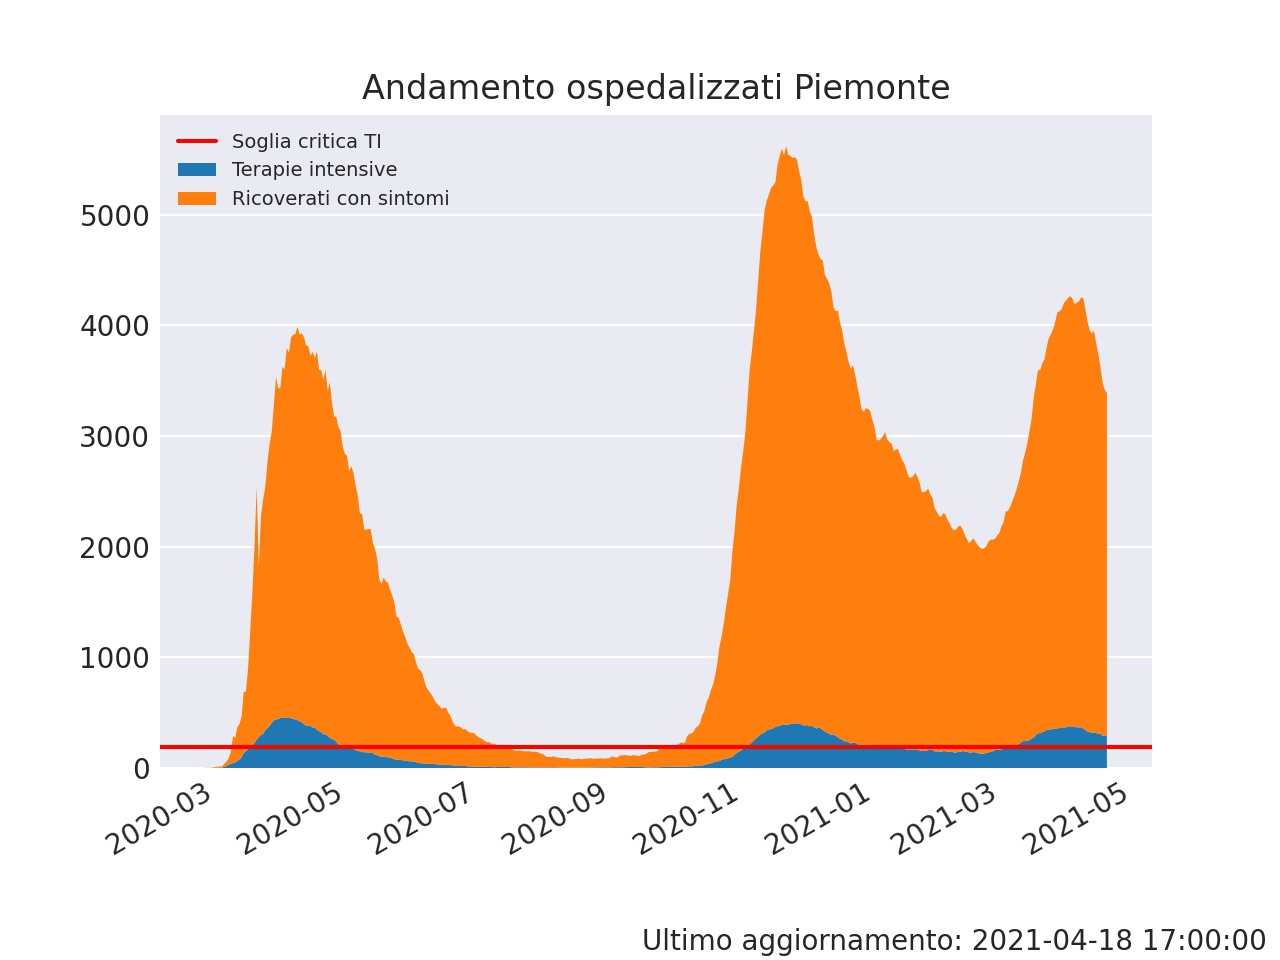 Andamento ospedalizzati Piemonte
Soglia critica TI
Terapie intensive
Ricoverati con sintomi
5000
4000
3000
2000
1000
0
2020-03
2020-05
2020-07
2020-09
2020-11
2021-01
2021-03
2021-05
Ultimo aggiornamento: 2021-04-18 17:00:00